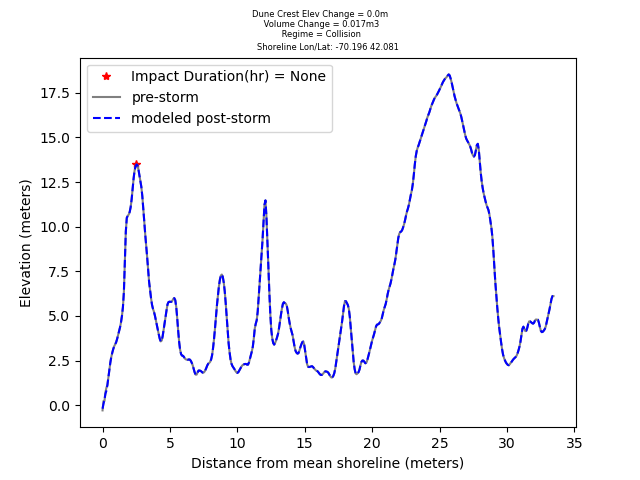 Dune Crest Elev Change = 0.0m
Volume Change = 0.017m3
Regime = Collision
Shoreline Lon/Lat: -70.196 42.081
Impact Duration(hr) = None
pre-storm
modeled post-storm
Elevation (meters)
17.5
15.0
12.5
10.0
7.5
5.0
2.5
0.0
0 5 10 15 20 25 30 35
Distance from mean shoreline (meters)